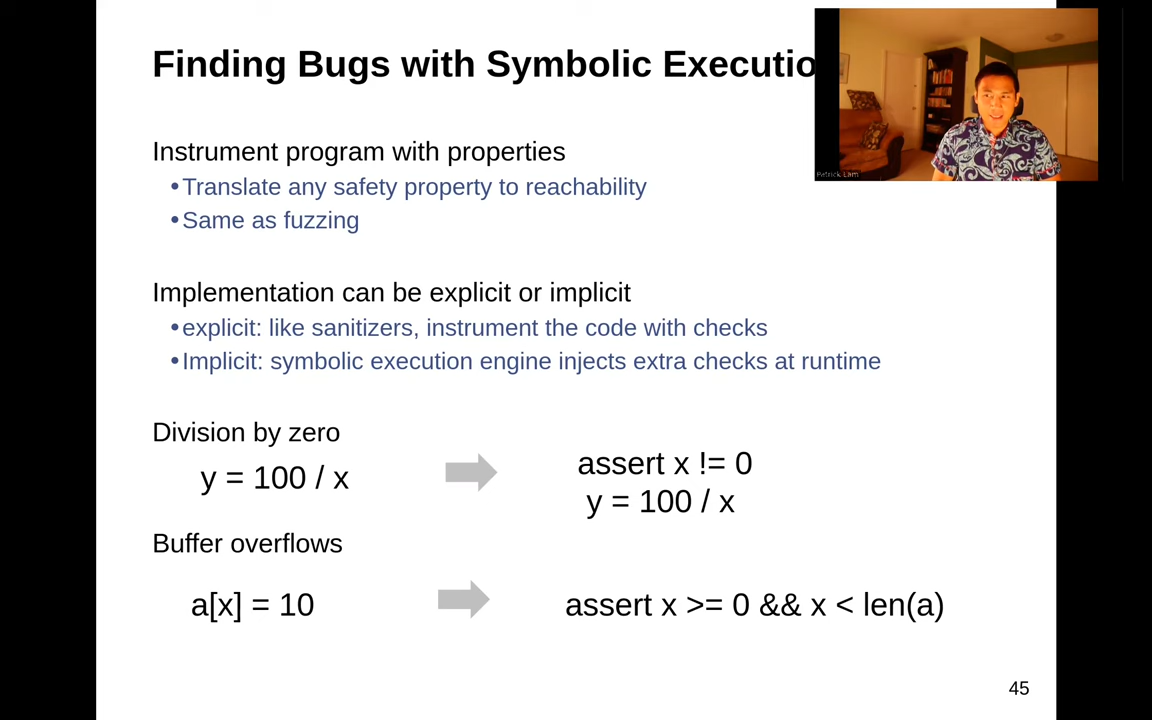 Finding Bugs with Symbolic Executio
Patrick Lam
Instrument program with properties
•Translate any safety property to reachability
•Same as fuzzing
Implementation can be explicit or implicit
•explicit: like sanitizers, instrument the code with checks
•Implicit: symbolic execution engine injects extra checks at runtime
Division by zero
y = 100 / x
assert x != 0
y = 100 / x
Buffer overflows
a[x] = 10
assert x >= 0 && x < len(a)
45